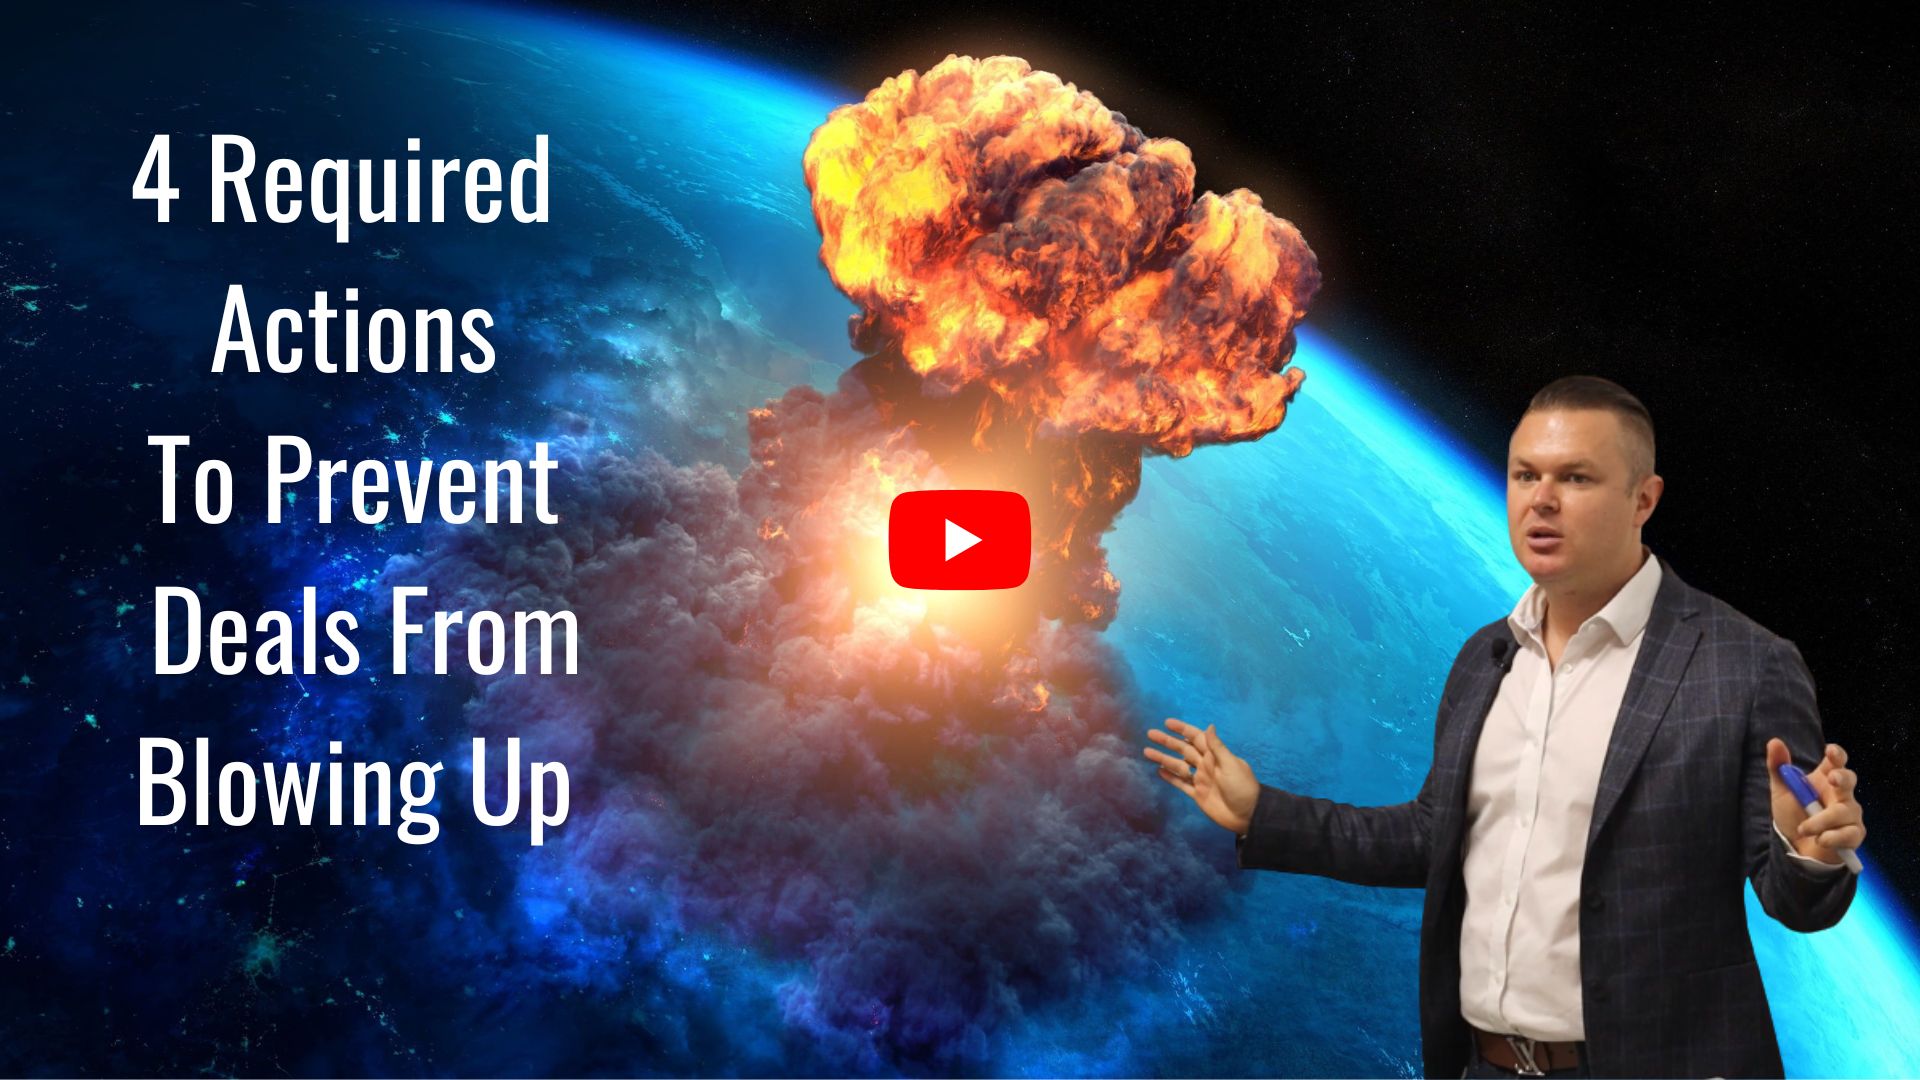 4 Required
Actions
To Prevent
Deals From
Blowing Up